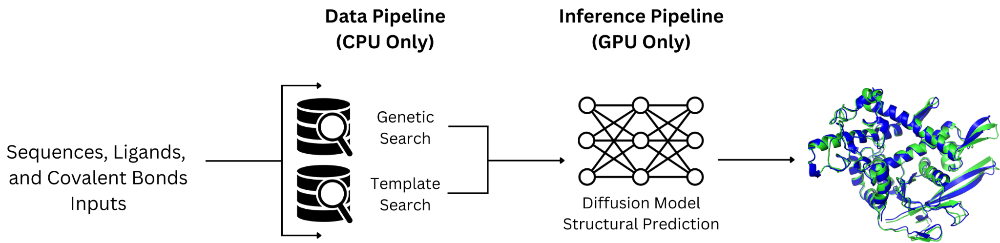 Data Pipeline
(CPU Only)
Inference Pipeline
(GPU Only)
Sequences, Ligands,
and Covalent Bonds
Inputs
Genetic
Search
Template
Search
Diffusion Model
Structural Prediction